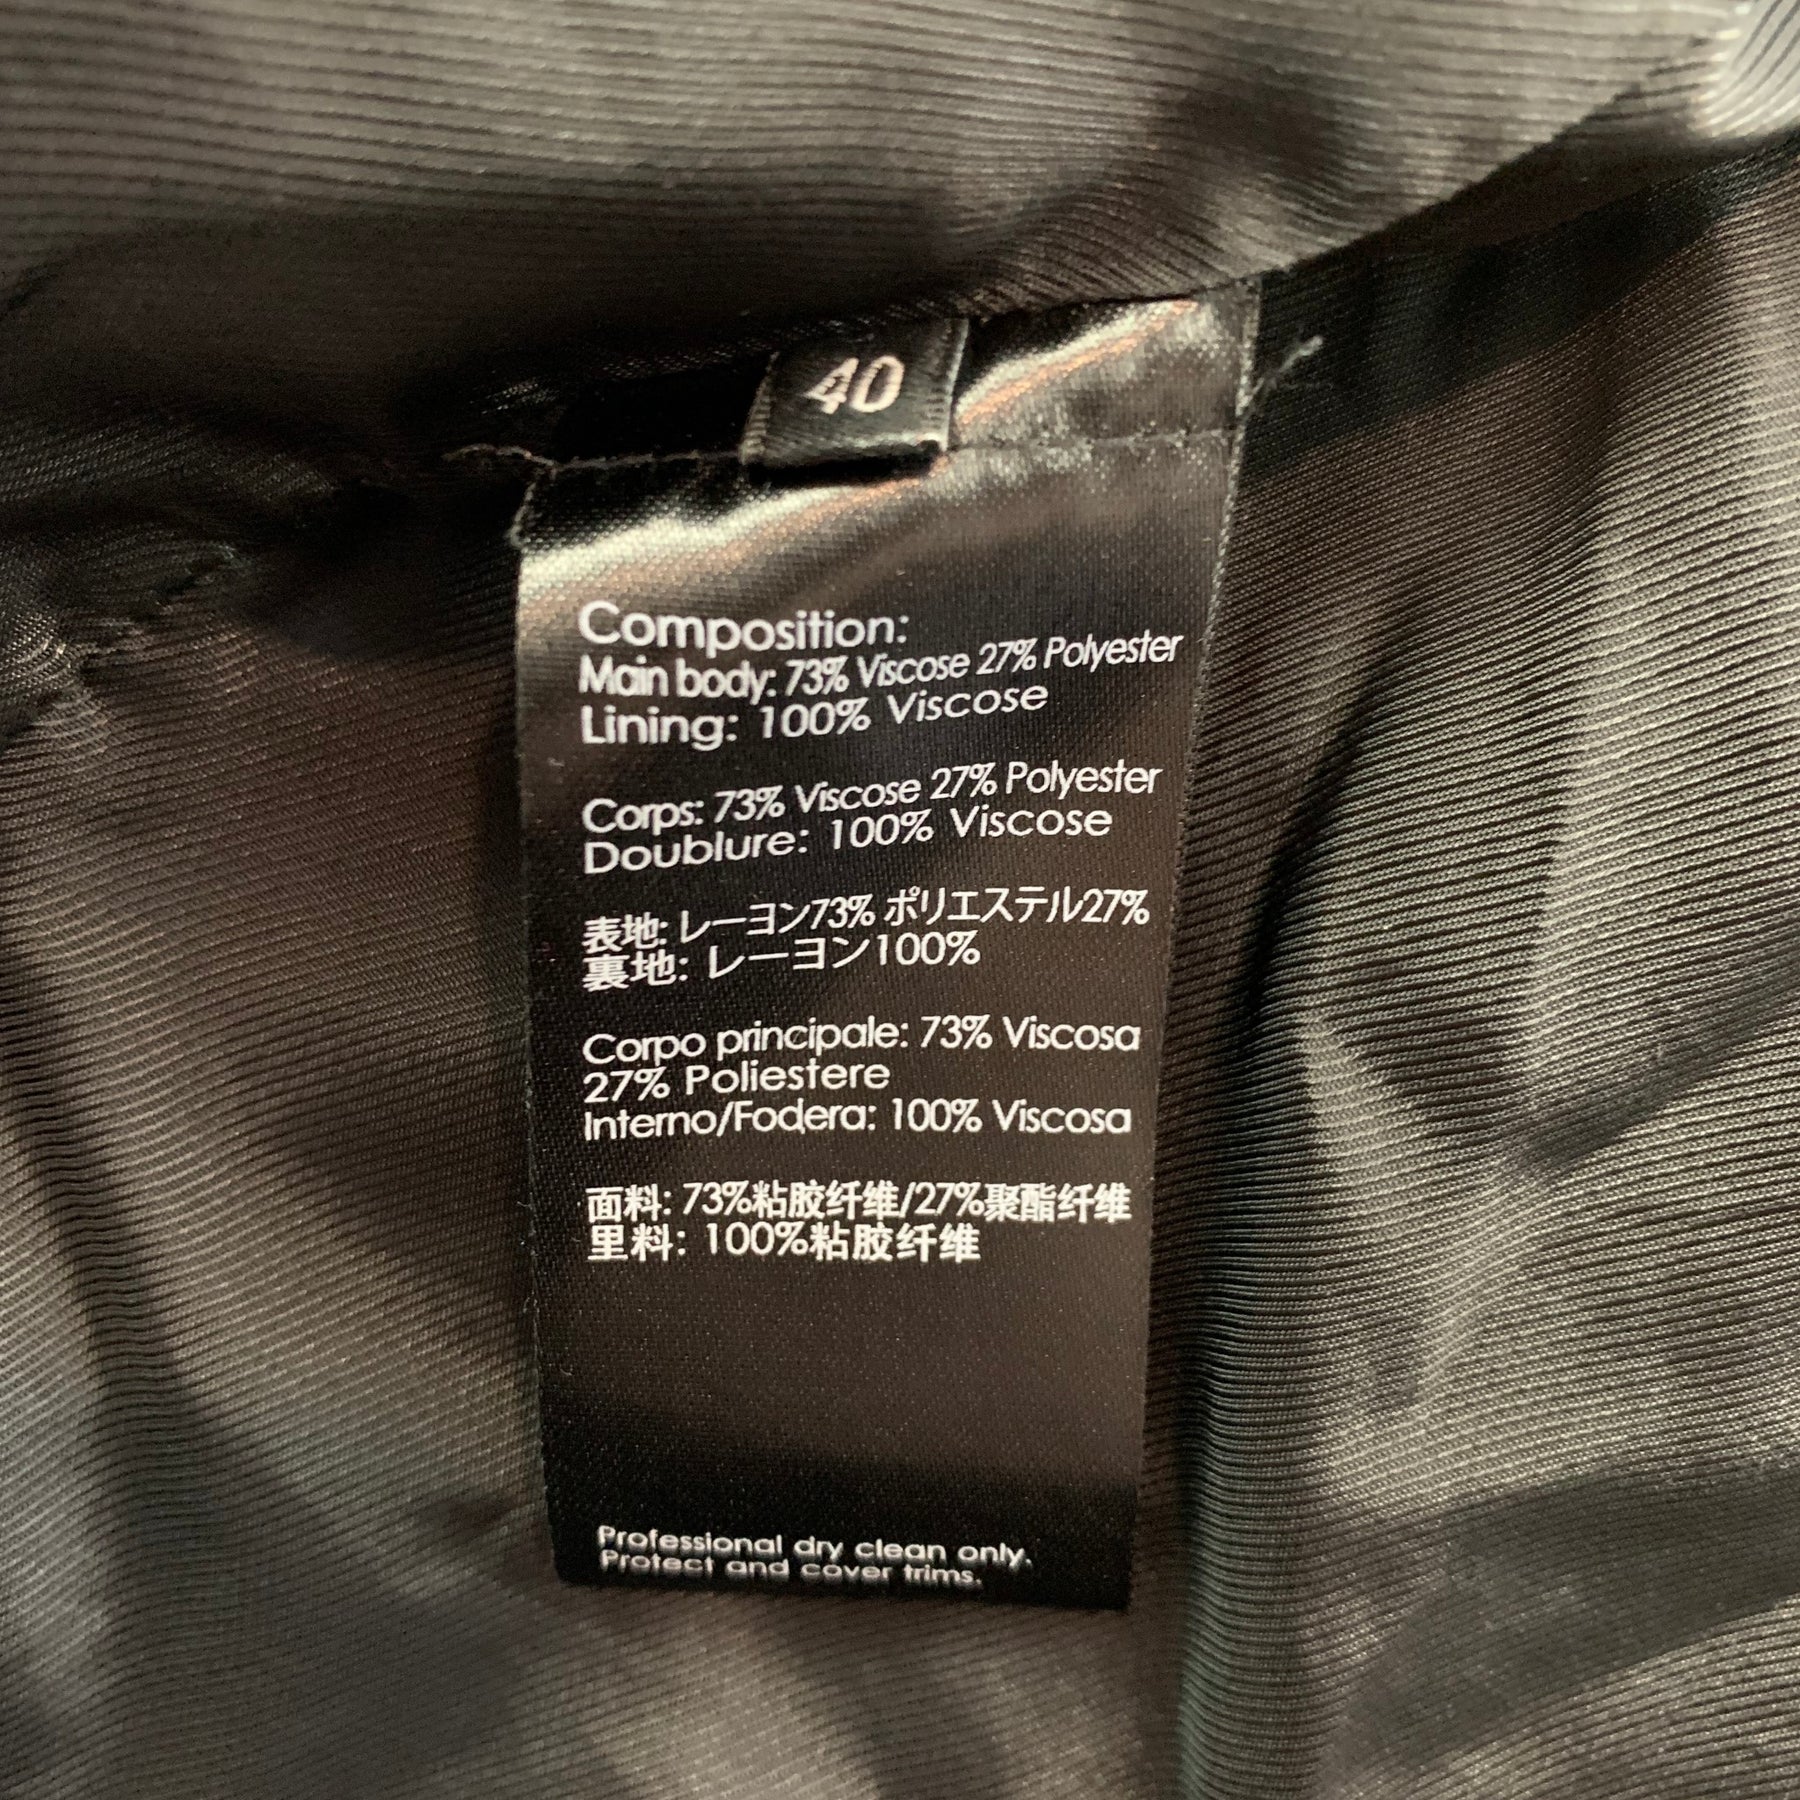 40
Composition:
Main body: 73% Viscose 27% Polyester
Lining: 100% Viscose
Corps: 73% Viscose 27% Polyester
Doublure: 100% Viscose
表地: レーヨン73% ポリエステル27%
裏地: レーヨン100%
Corpo principale: 73% Viscosa
27% Poliestere
Interno/Fodera: 100% Viscosa
面料: 73%粘胶纤维/27%聚酯纤维
里料: 100%粘胶纤维
Professional dry clean only.
Protect and cover trims.